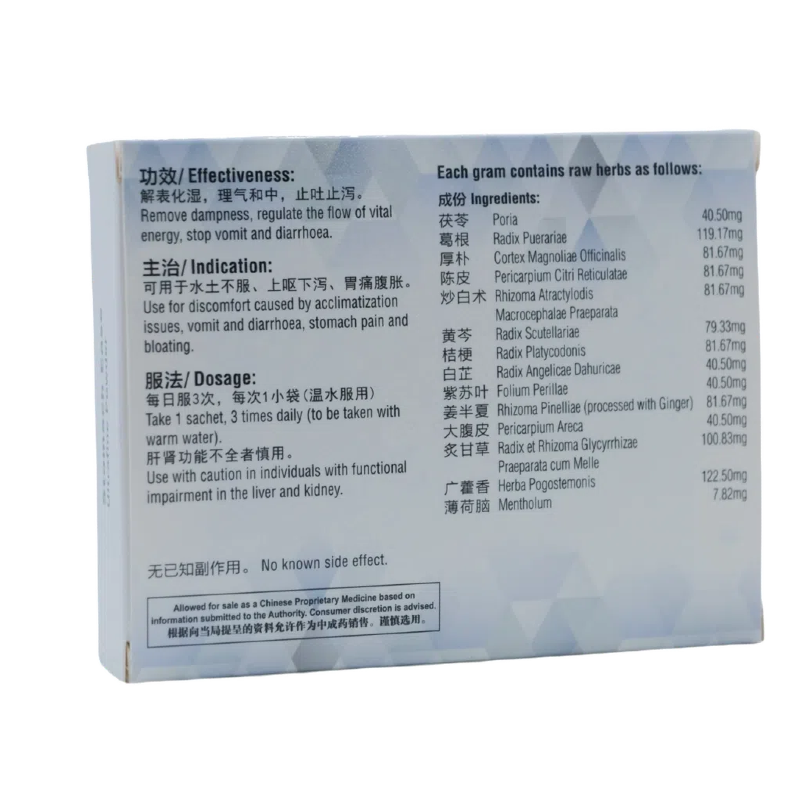 功效/ Effectiveness:
解表化湿，理气和中，止吐止泻。
Remove dampness, regulate the flow of vital
energy, stop vomit and diarrhoea.
主治/ Indication:
可用于水土不服、上呕下泻、胃痛腹胀。
Use for discomfort caused by acclimatization
issues, vomit and diarrhoea, stomach pain and
bloating.
服法/ Dosage:
每日服3次，每次1小袋(温水服用)
Take 1 sachet, 3 times daily (to be taken with
warm water).
肝肾功能不全者慎用。
Use with caution in individuals with functional
impairment in the liver and kidney.
无已知副作用。 No known side effect.
Allowed for sale as a Chinese Proprietary Medicine based on
information submitted to the Authority. Consumer discretion is advised.
根据向当局提呈的资料允许作为中成药销售。谨慎选用。
Each gram contains raw herbs as follows:
成份 Ingredients:
茯苓 Poria 40.50mg
葛根 Radix Puerariae 119.17mg
厚朴 Cortex Magnoliae Officinalis 81.67mg
陈皮 Pericarpium Citri Reticulatae 81.67mg
炒白术 Rhizoma Atractylodis 81.67mg
Macrocephalae Praeparata
黄芩 Radix Scutellariae 79.33mg
桔梗 Radix Platycodonis 81.67mg
白芷 Radix Angelicae Dahuricae 40.50mg
紫苏叶 Folium Perillae 40.50mg
姜半夏 Rhizoma Pinelliae (processed with Ginger) 81.67mg
大腹皮 Pericarpium Areca 40.50mg
炙甘草 Radix et Rhizoma Glycyrrhizae 100.83mg
Praeparata cum Melle
广藿香 Herba Pogostemonis 122.50mg
薄荷脑 Mentholum 7.82mg